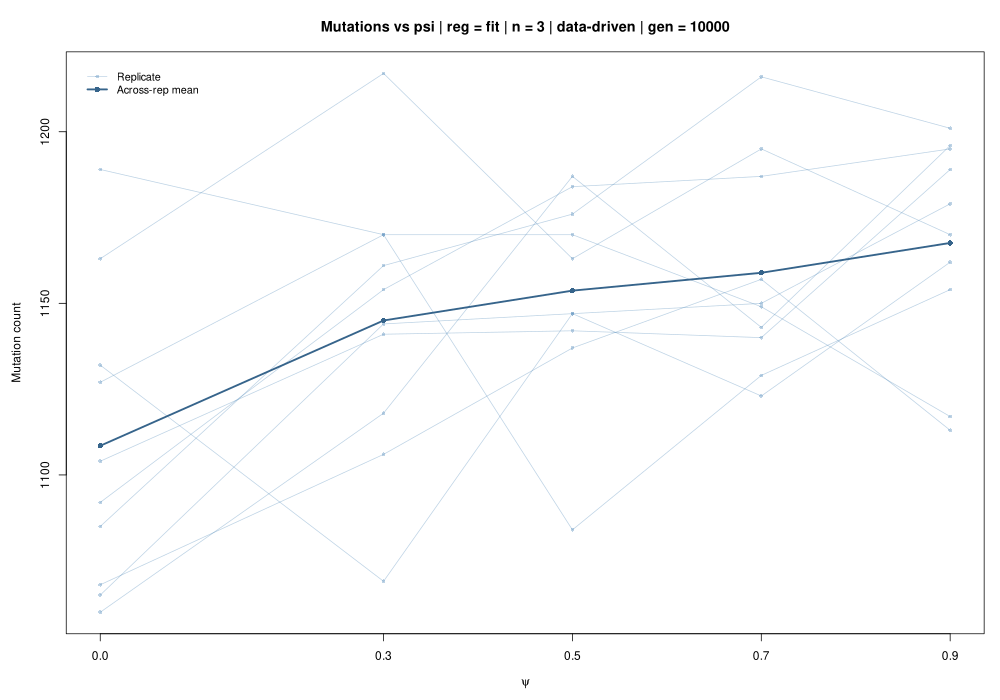 Mutations vs psi | reg = fit | n = 3 | data-driven | gen = 10000
Replicate
Across-rep mean
1200
1150
1100
Mutation count
0.0 0.3 0.5 0.7 0.9
ψ